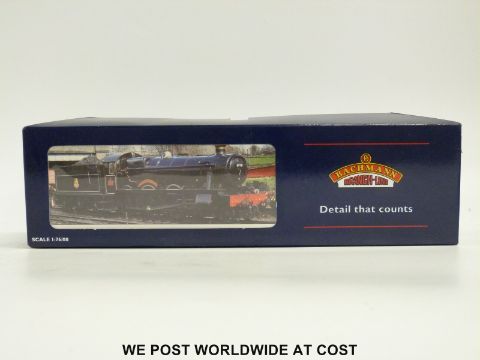 BACHMANN
BRANCH-LINE
Detail that counts
SCALE 1:76/00
WE POST WORLDWIDE AT COST